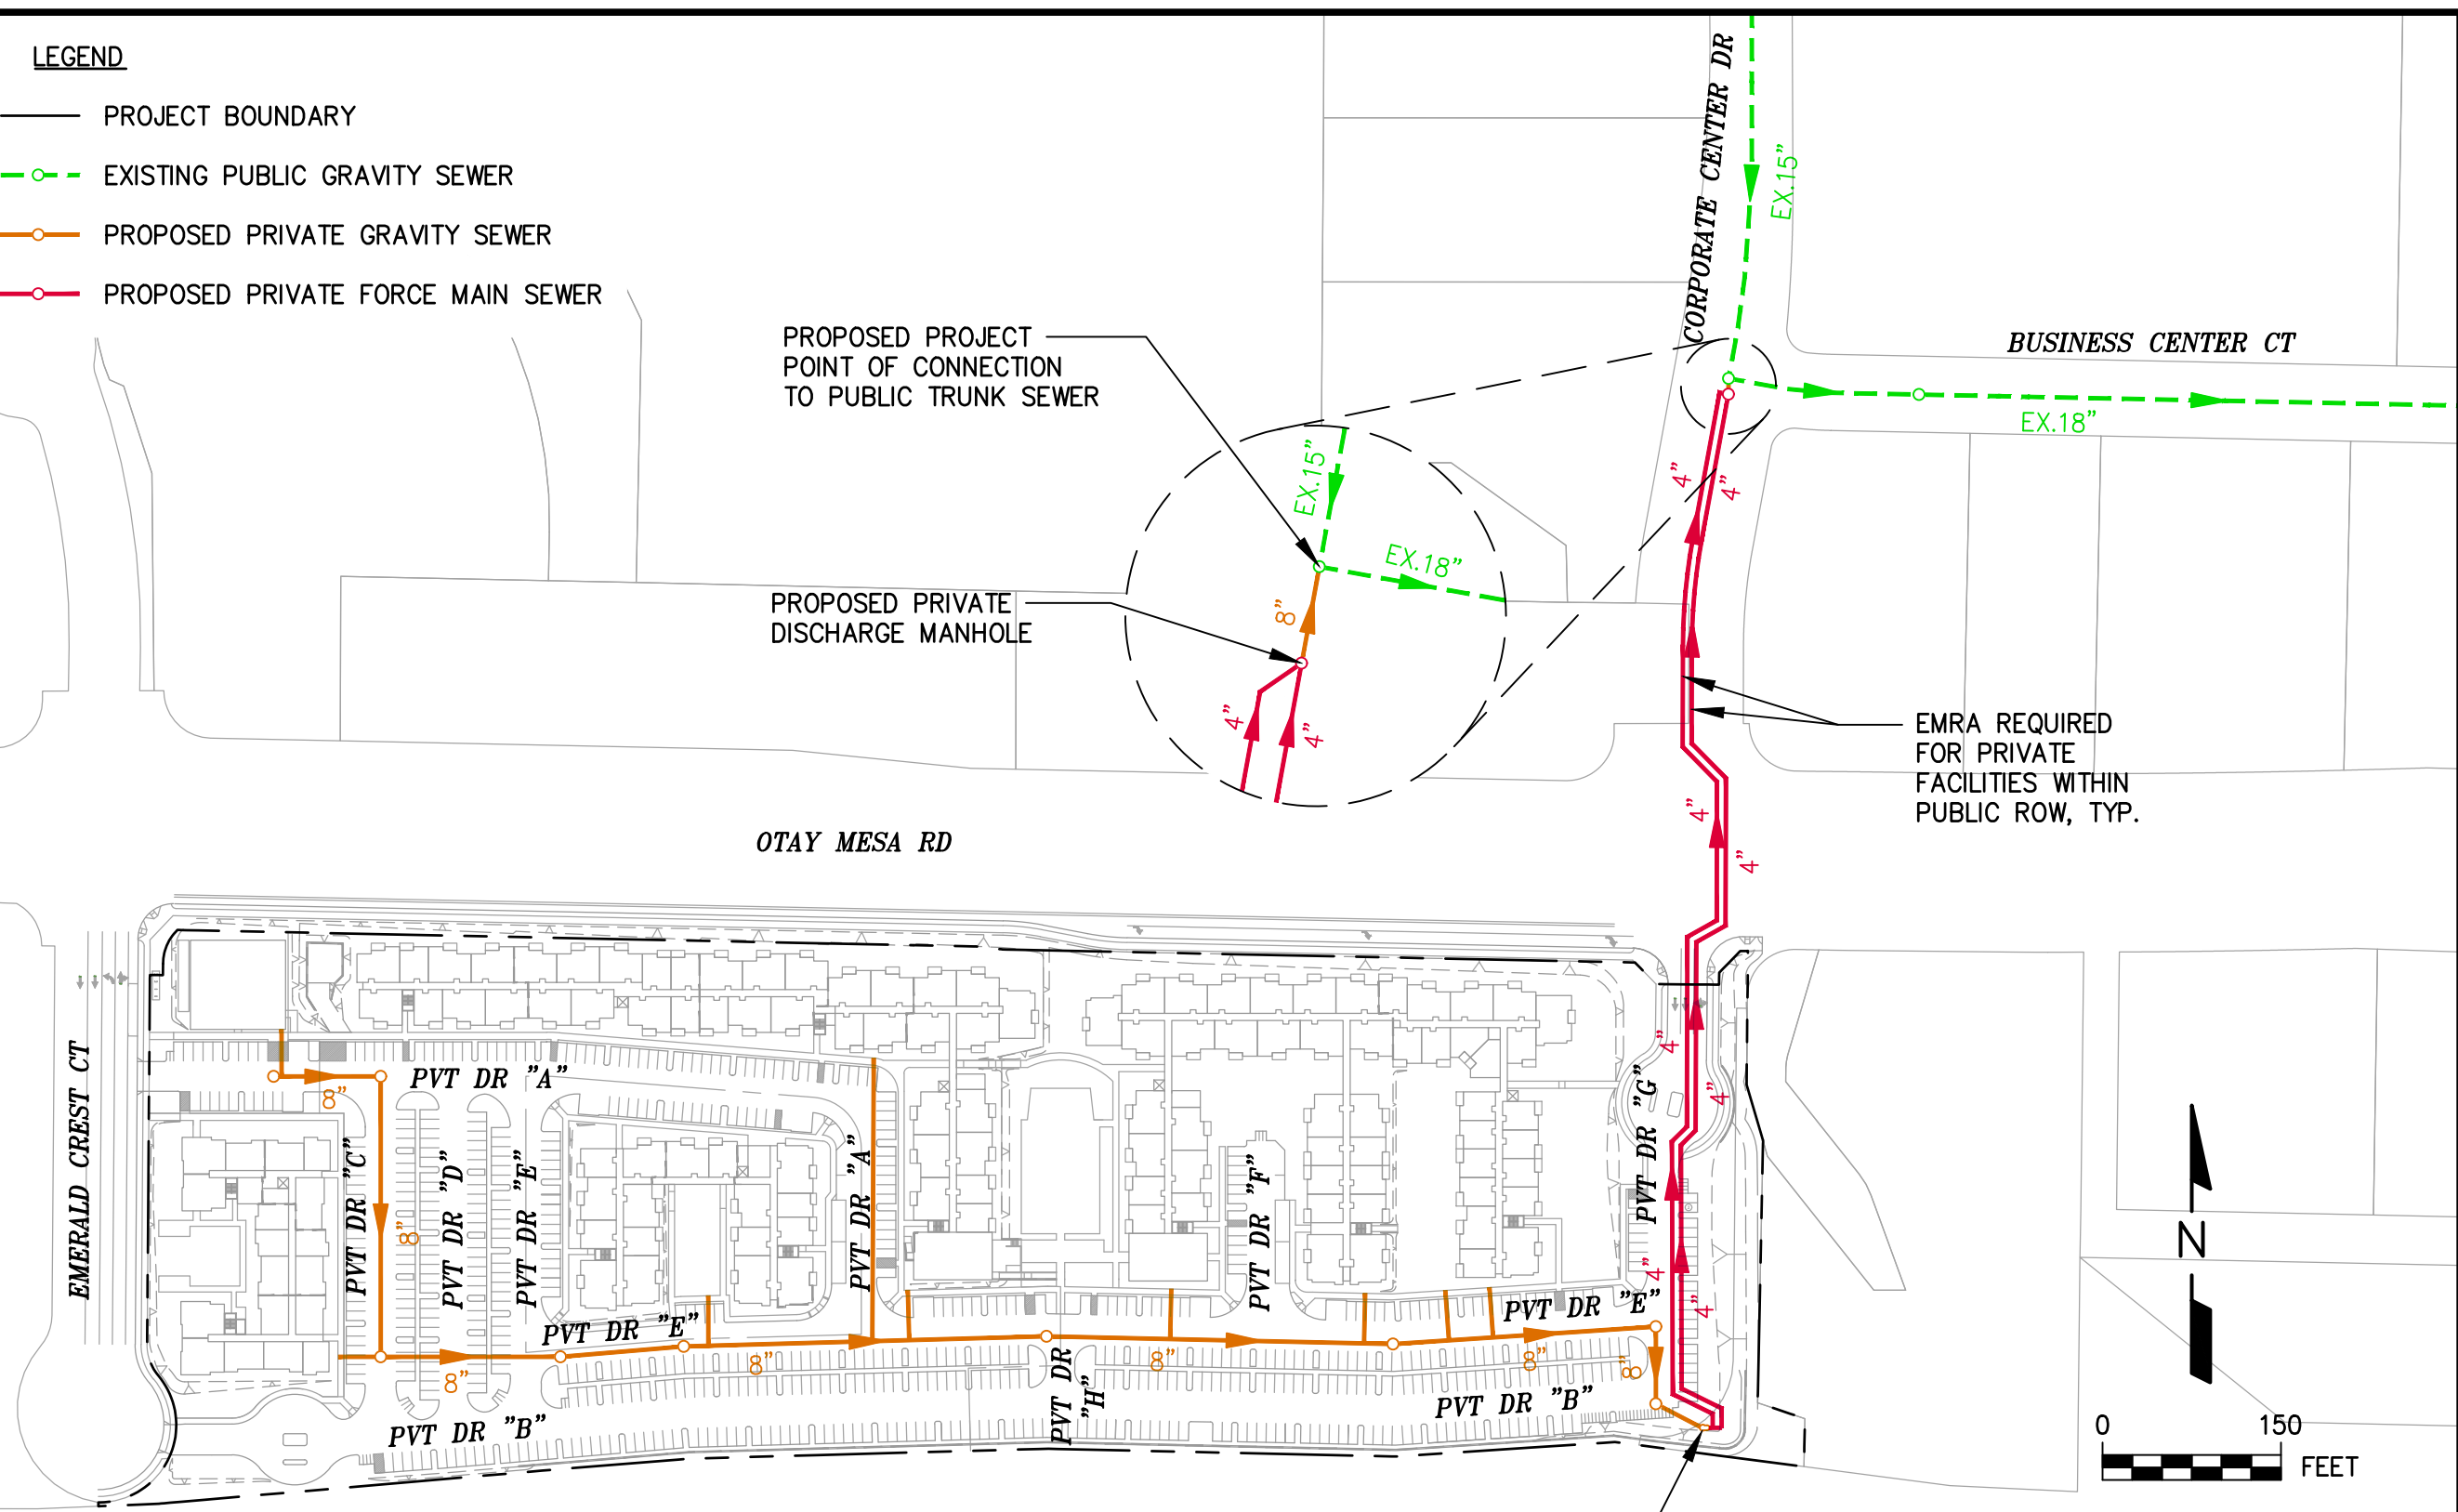 LEGEND
PROJECT BOUNDARY
EXISTING PUBLIC GRAVITY SEWER
PROPOSED PRIVATE GRAVITY SEWER
PROPOSED PRIVATE FORCE MAIN SEWER
CORPORATE CENTER DR
EX.15"
BUSINESS CENTER CT
EX.18"
PROPOSED PROJECT
POINT OF CONNECTION
TO PUBLIC TRUNK SEWER
EX.15"
EX.18"
8"
4"
4"
PROPOSED PRIVATE
DISCHARGE MANHOLE
4"
4"
EMRA REQUIRED
FOR PRIVATE
FACILITIES WITHIN
PUBLIC ROW, TYP.
4"
4"
OTAY MESA RD
EMERALD CREST CT
PVT DR "A"
8"
PVT DR "C"
8"
PVT DR "D"
PVT DR "E"
PVT DR "A"
PVT DR "F"
PVT DR "G"
4"
4"
4"
4"
PVT DR "E"
PVT DR "E"
8"
8"
8"
8"
8"
PVT DR "B"
PVT DR
"H"
PVT DR "B"
N
0 150
FEET